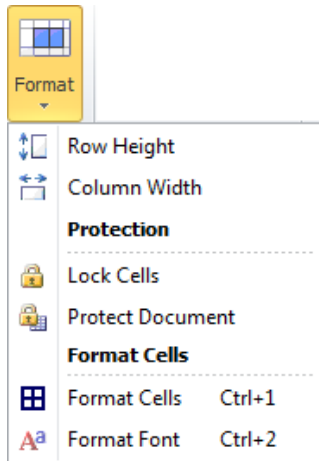 Format
Row Height
Column Width
Protection
Lock Cells
Protect Document
Format Cells
Format Cells Ctrl+1
Format Font Ctrl+2